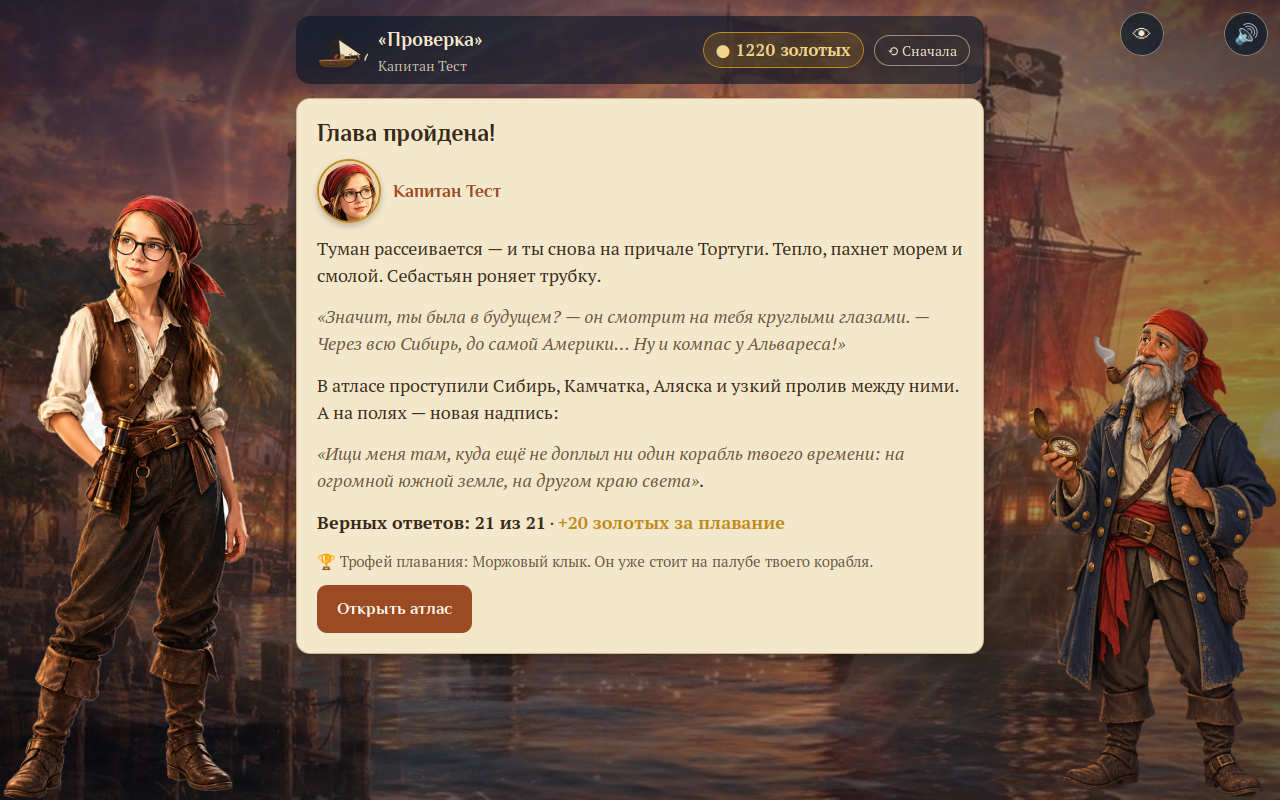 «Проверка»
Капитан Тест
1220 золотых
⟲ Сначала
Глава пройдена!
Капитан Тест
Туман рассеивается — и ты снова на причале Тортуги. Тепло, пахнет морем и
смолой. Себастьян роняет трубку.
«Значит, ты была в будущем? — он смотрит на тебя круглыми глазами. —
Через всю Сибирь, до самой Америки… Ну и компас у Альвареса!»
В атласе проступили Сибирь, Камчатка, Аляска и узкий пролив между ними.
А на полях — новая надпись:
«Ищи меня там, куда ещё не доплыл ни один корабль твоего времени: на
огромной южной земле, на другом краю света».
Верных ответов: 21 из 21 · +20 золотых за плавание
🏆 Трофей плавания: Моржовый клык. Он уже стоит на палубе твоего корабля.
Открыть атлас